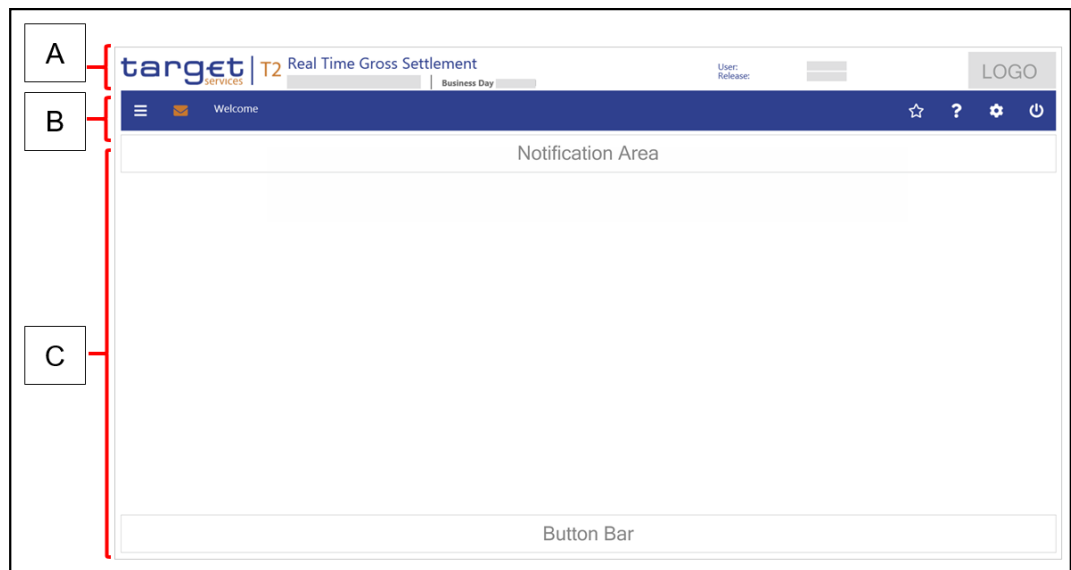 A
target services | T2 Real Time Gross Settlement
Business Day
User:
Release:
LOGO
B
Welcome
?
Notification Area
C
Button Bar